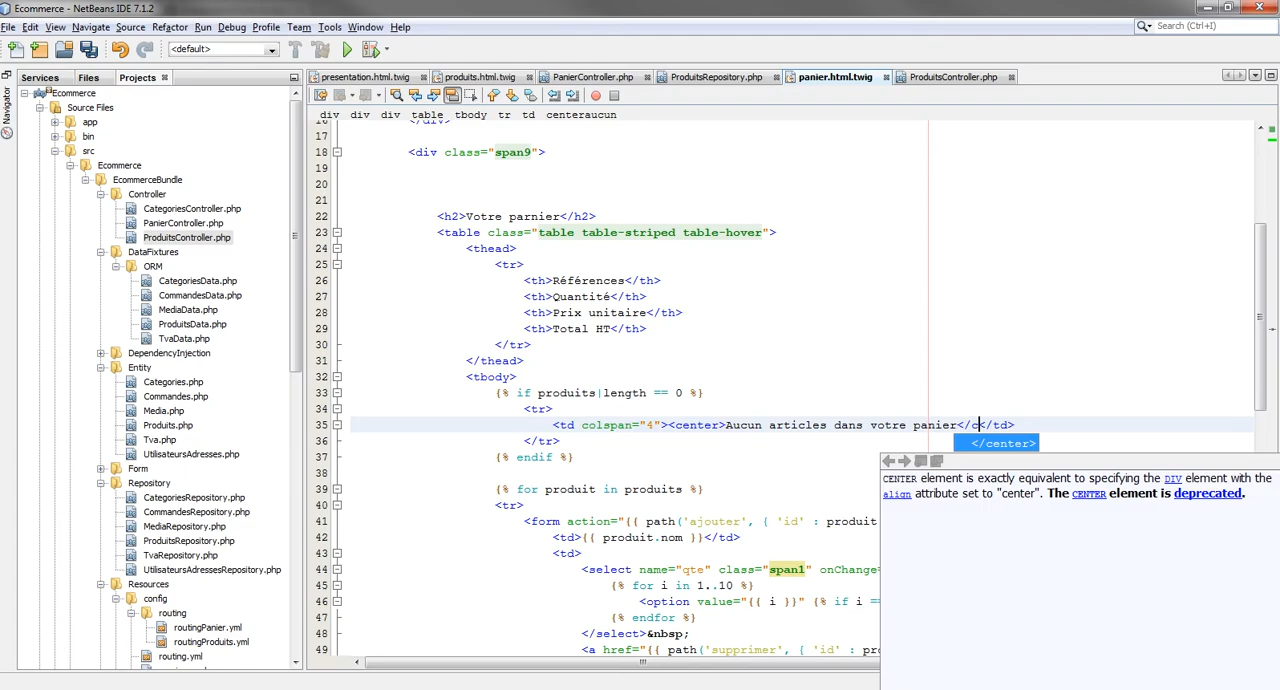 Ecommerce - NetBeans IDE 7.1.2
File Edit View Navigate Source Refactor Run Debug Profile Team Tools Window Help
Search (Ctrl+I)
<default>
Services Files Projects
presentation.html.twig produits.html.twig PanierController.php ProduitsRepository.php panier.html.twig ProduitsController.php
Navigator
Ecommerce
Source Files
app
bin
src
Ecommerce
EcommerceBundle
Controller
CategoriesController.php
PanierController.php
ProduitsController.php
DataFixtures
ORM
CategoriesData.php
CommandesData.php
MediaData.php
ProduitsData.php
TvaData.php
DependencyInjection
Entity
Categories.php
Commandes.php
Media.php
Produits.php
Tva.php
UtilisateursAdresses.php
Form
Repository
CategoriesRepository.php
CommandesRepository.php
MediaRepository.php
ProduitsRepository.php
TvaRepository.php
UtilisateursAdressesRepository.php
Resources
config
routing
routingPanier.yml
routingProduits.yml
routing.yml
div div div table tbody tr td centeraucun
16 </div>
17
18 <div class="span9">
19
20
21
22 <h2>Votre parnier</h2>
23 <table class="table table-striped table-hover">
24 <thead>
25 <tr>
26 <th>Références</th>
27 <th>Quantité</th>
28 <th>Prix unitaire</th>
29 <th>Total HT</th>
30 </tr>
31 </thead>
32 <tbody>
33 {% if produits|length == 0 %}
34 <tr>
35 <td colspan="4"><center>Aucun articles dans votre panier</c</td>
36 </tr>
37 {% endif %}
38
39 {% for produit in produits %}
40 <tr>
41 <form action="{{ path('ajouter', { 'id' : produit
42 <td>{{ produit.nom }}</td>
43 <td>
44 <select name="qte" class="span1" onChange=
45 {% for i in 1..10 %}
46 <option value="{{ i }}" {% if i ==
47 {% endfor %}
48 </select>&nbsp;
49 <a href="{{ path('supprimer', { 'id' : pro
</center>
CENTER element is exactly equivalent to specifying the DIV element with the
align attribute set to "center". The CENTER element is deprecated.